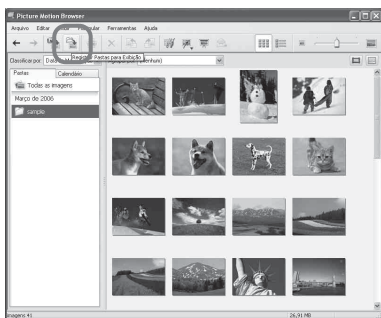 Picture Motion Browser
Arquivo Editar Manipular Ferramentas Ajuda
Registrar Pastas para Exibição
Classificar por:
Pastas Calendário
Todas as imagens
Março de 2006
sample
imagens 41 26,91 MB